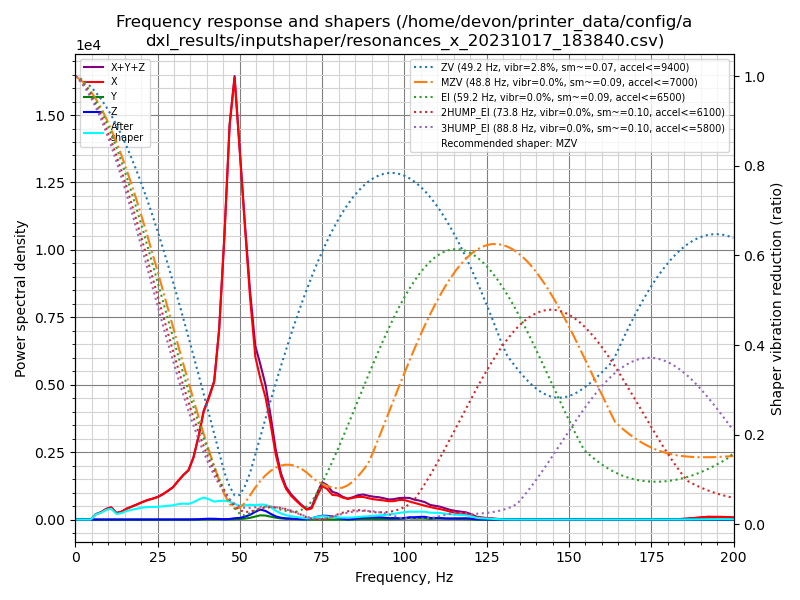 Frequency response and shapers (/home/devon/printer_data/config/a
dxl_results/inputshaper/resonances_x_20231017_183840.csv)
1e4
X+Y+Z
X
Y
Z
After
shaper
ZV (49.2 Hz, vibr=2.8%, sm~=0.07, accel<=9400)
MZV (48.8 Hz, vibr=0.0%, sm~=0.09, accel<=7000)
EI (59.2 Hz, vibr=0.0%, sm~=0.09, accel<=6500)
2HUMP_EI (73.8 Hz, vibr=0.0%, sm~=0.10, accel<=6100)
3HUMP_EI (88.8 Hz, vibr=0.0%, sm~=0.10, accel<=5800)
Recommended shaper: MZV
Power spectral density
1.50
1.25
1.00
0.75
0.50
0.25
0.00
1.0
0.8
0.6
0.4
0.2
0.0
Shaper vibration reduction (ratio)
0 25 50 75 100 125 150 175 200
Frequency, Hz